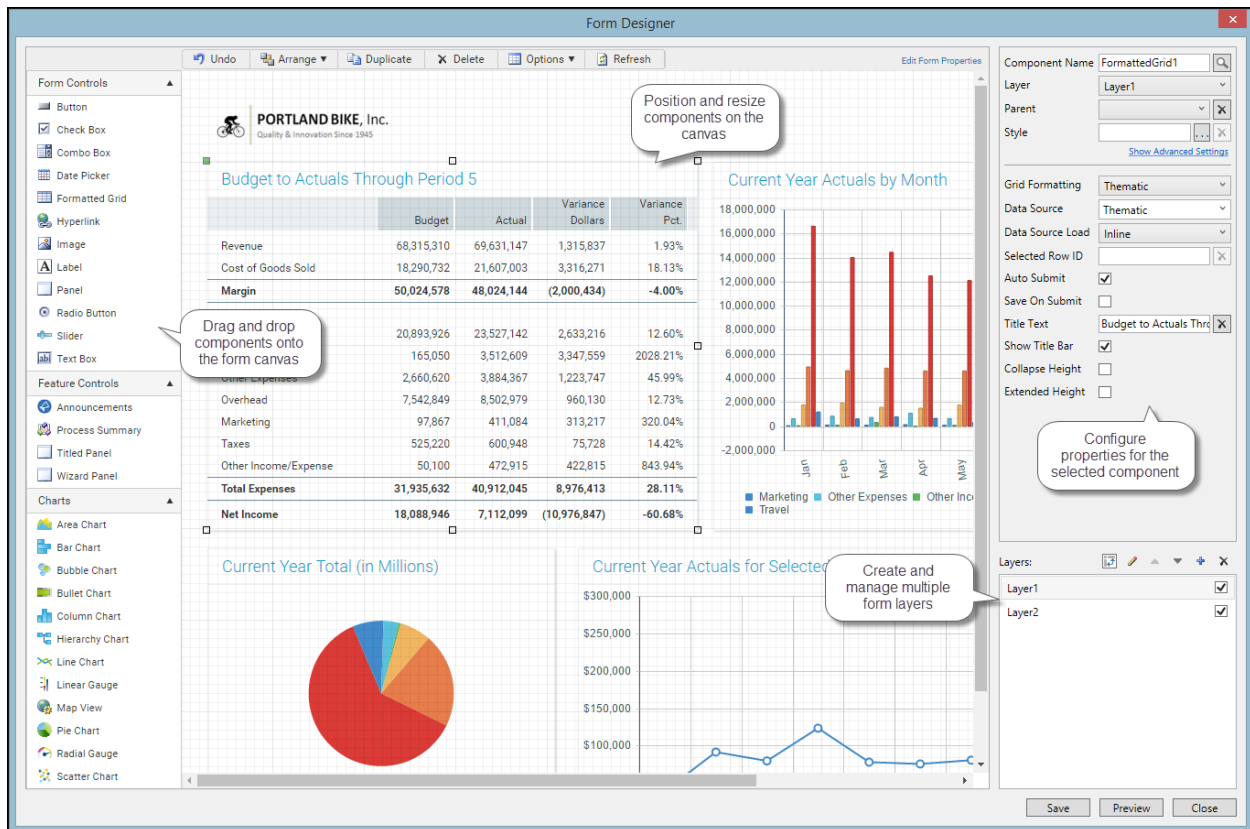 Form Designer
Undo Arrange Duplicate Delete Options Refresh Edit Form Properties
Form Controls
Button
Check Box
Combo Box
Date Picker
Formatted Grid
Hyperlink
Image
A Label
Panel
Radio Button
Slider
ab Text Box
Feature Controls
Announcements
Process Summary
Titled Panel
Wizard Panel
Charts
Area Chart
Bar Chart
Bubble Chart
Bullet Chart
Column Chart
Hierarchy Chart
Line Chart
Linear Gauge
Map View
Pie Chart
Radial Gauge
Scatter Chart
PORTLAND BIKE, Inc.
Quality & Innovation Since 1945
Position and resize
components on the
canvas
Drag and drop
components onto
the form canvas
Budget to Actuals Through Period 5
Budget Actual Variance Dollars Variance Pct.
Revenue 68,315,310 69,631,147 1,315,837 1.93%
Cost of Goods Sold 18,290,732 21,607,003 3,316,271 18.13%
Margin 50,024,578 48,024,144 (2,000,434) -4.00%
20,893,926 23,527,142 2,633,216 12.60%
165,050 3,512,609 3,347,559 2028.21%
Other Expenses 2,660,620 3,884,367 1,223,747 45.99%
Overhead 7,542,849 8,502,979 960,130 12.73%
Marketing 97,867 411,084 313,217 320.04%
Taxes 525,220 600,948 75,728 14.42%
Other Income/Expense 50,100 472,915 422,815 843.94%
Total Expenses 31,935,632 40,912,045 8,976,413 28.11%
Net Income 18,088,946 7,112,099 (10,976,847) -60.68%
Current Year Actuals by Month
18,000,000
16,000,000
14,000,000
12,000,000
10,000,000
8,000,000
6,000,000
4,000,000
2,000,000
0
-2,000,000
Jan Feb Mar Apr May
Marketing Other Expenses Other Inc
Travel
Current Year Total (in Millions)
Current Year Actuals for Selected
$300,000
$250,000
$200,000
$150,000
$100,000
Component Name FormattedGrid1
Layer Layer1
Parent
Style ...
Show Advanced Settings
Grid Formatting Thematic
Data Source Thematic
Data Source Load Inline
Selected Row ID
Auto Submit
Save On Submit
Title Text Budget to Actuals Thro
Show Title Bar
Collapse Height
Extended Height
Configure
properties for the
selected component
Create and
manage multiple
form layers
Layers:
Layer1
Layer2
Save Preview Close